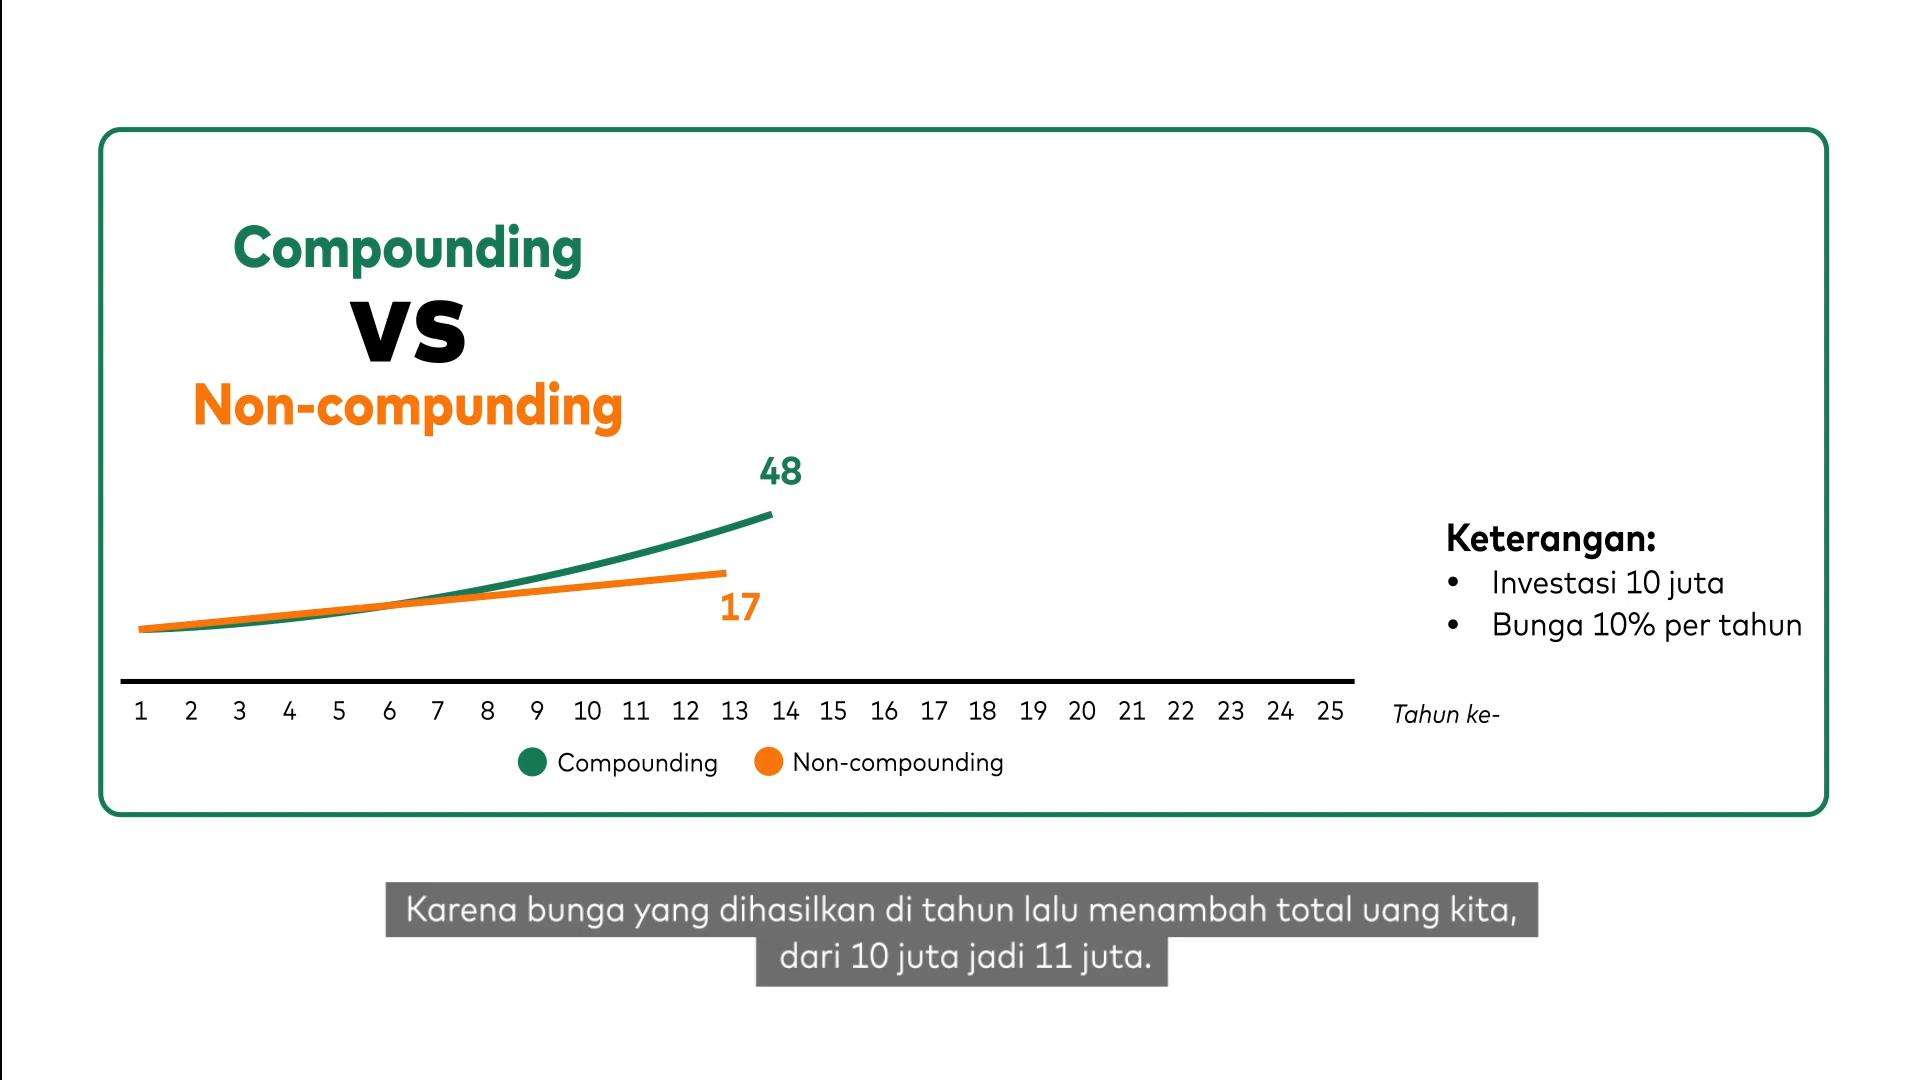 Compounding
VS
Non-compunding
48
17
Keterangan:
• Investasi 10 juta
• Bunga 10% per tahun
1 2 3 4 5 6 7 8 9 10 11 12 13 14 15 16 17 18 19 20 21 22 23 24 25 Tahun ke-
Compounding Non-compounding
Karena bunga yang dihasilkan di tahun lalu menambah total uang kita,
dari 10 juta jadi 11 juta.